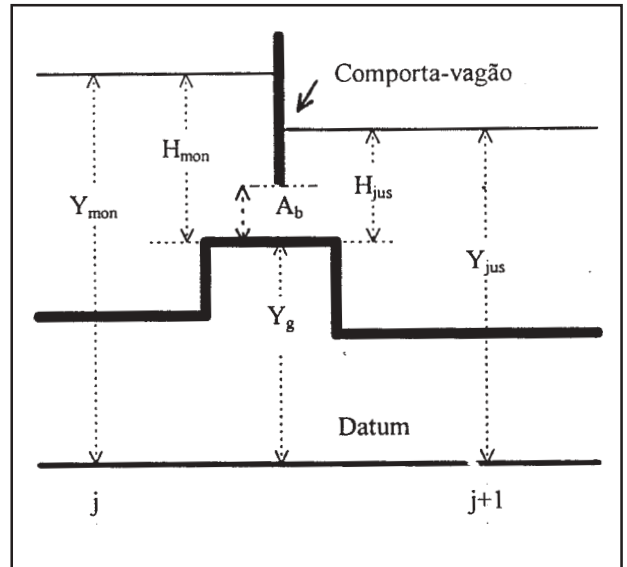 Comporta-vagão
H_mon
Y_mon
A_b
H_jus
Y_jus
Y_g
Datum
j
j+1